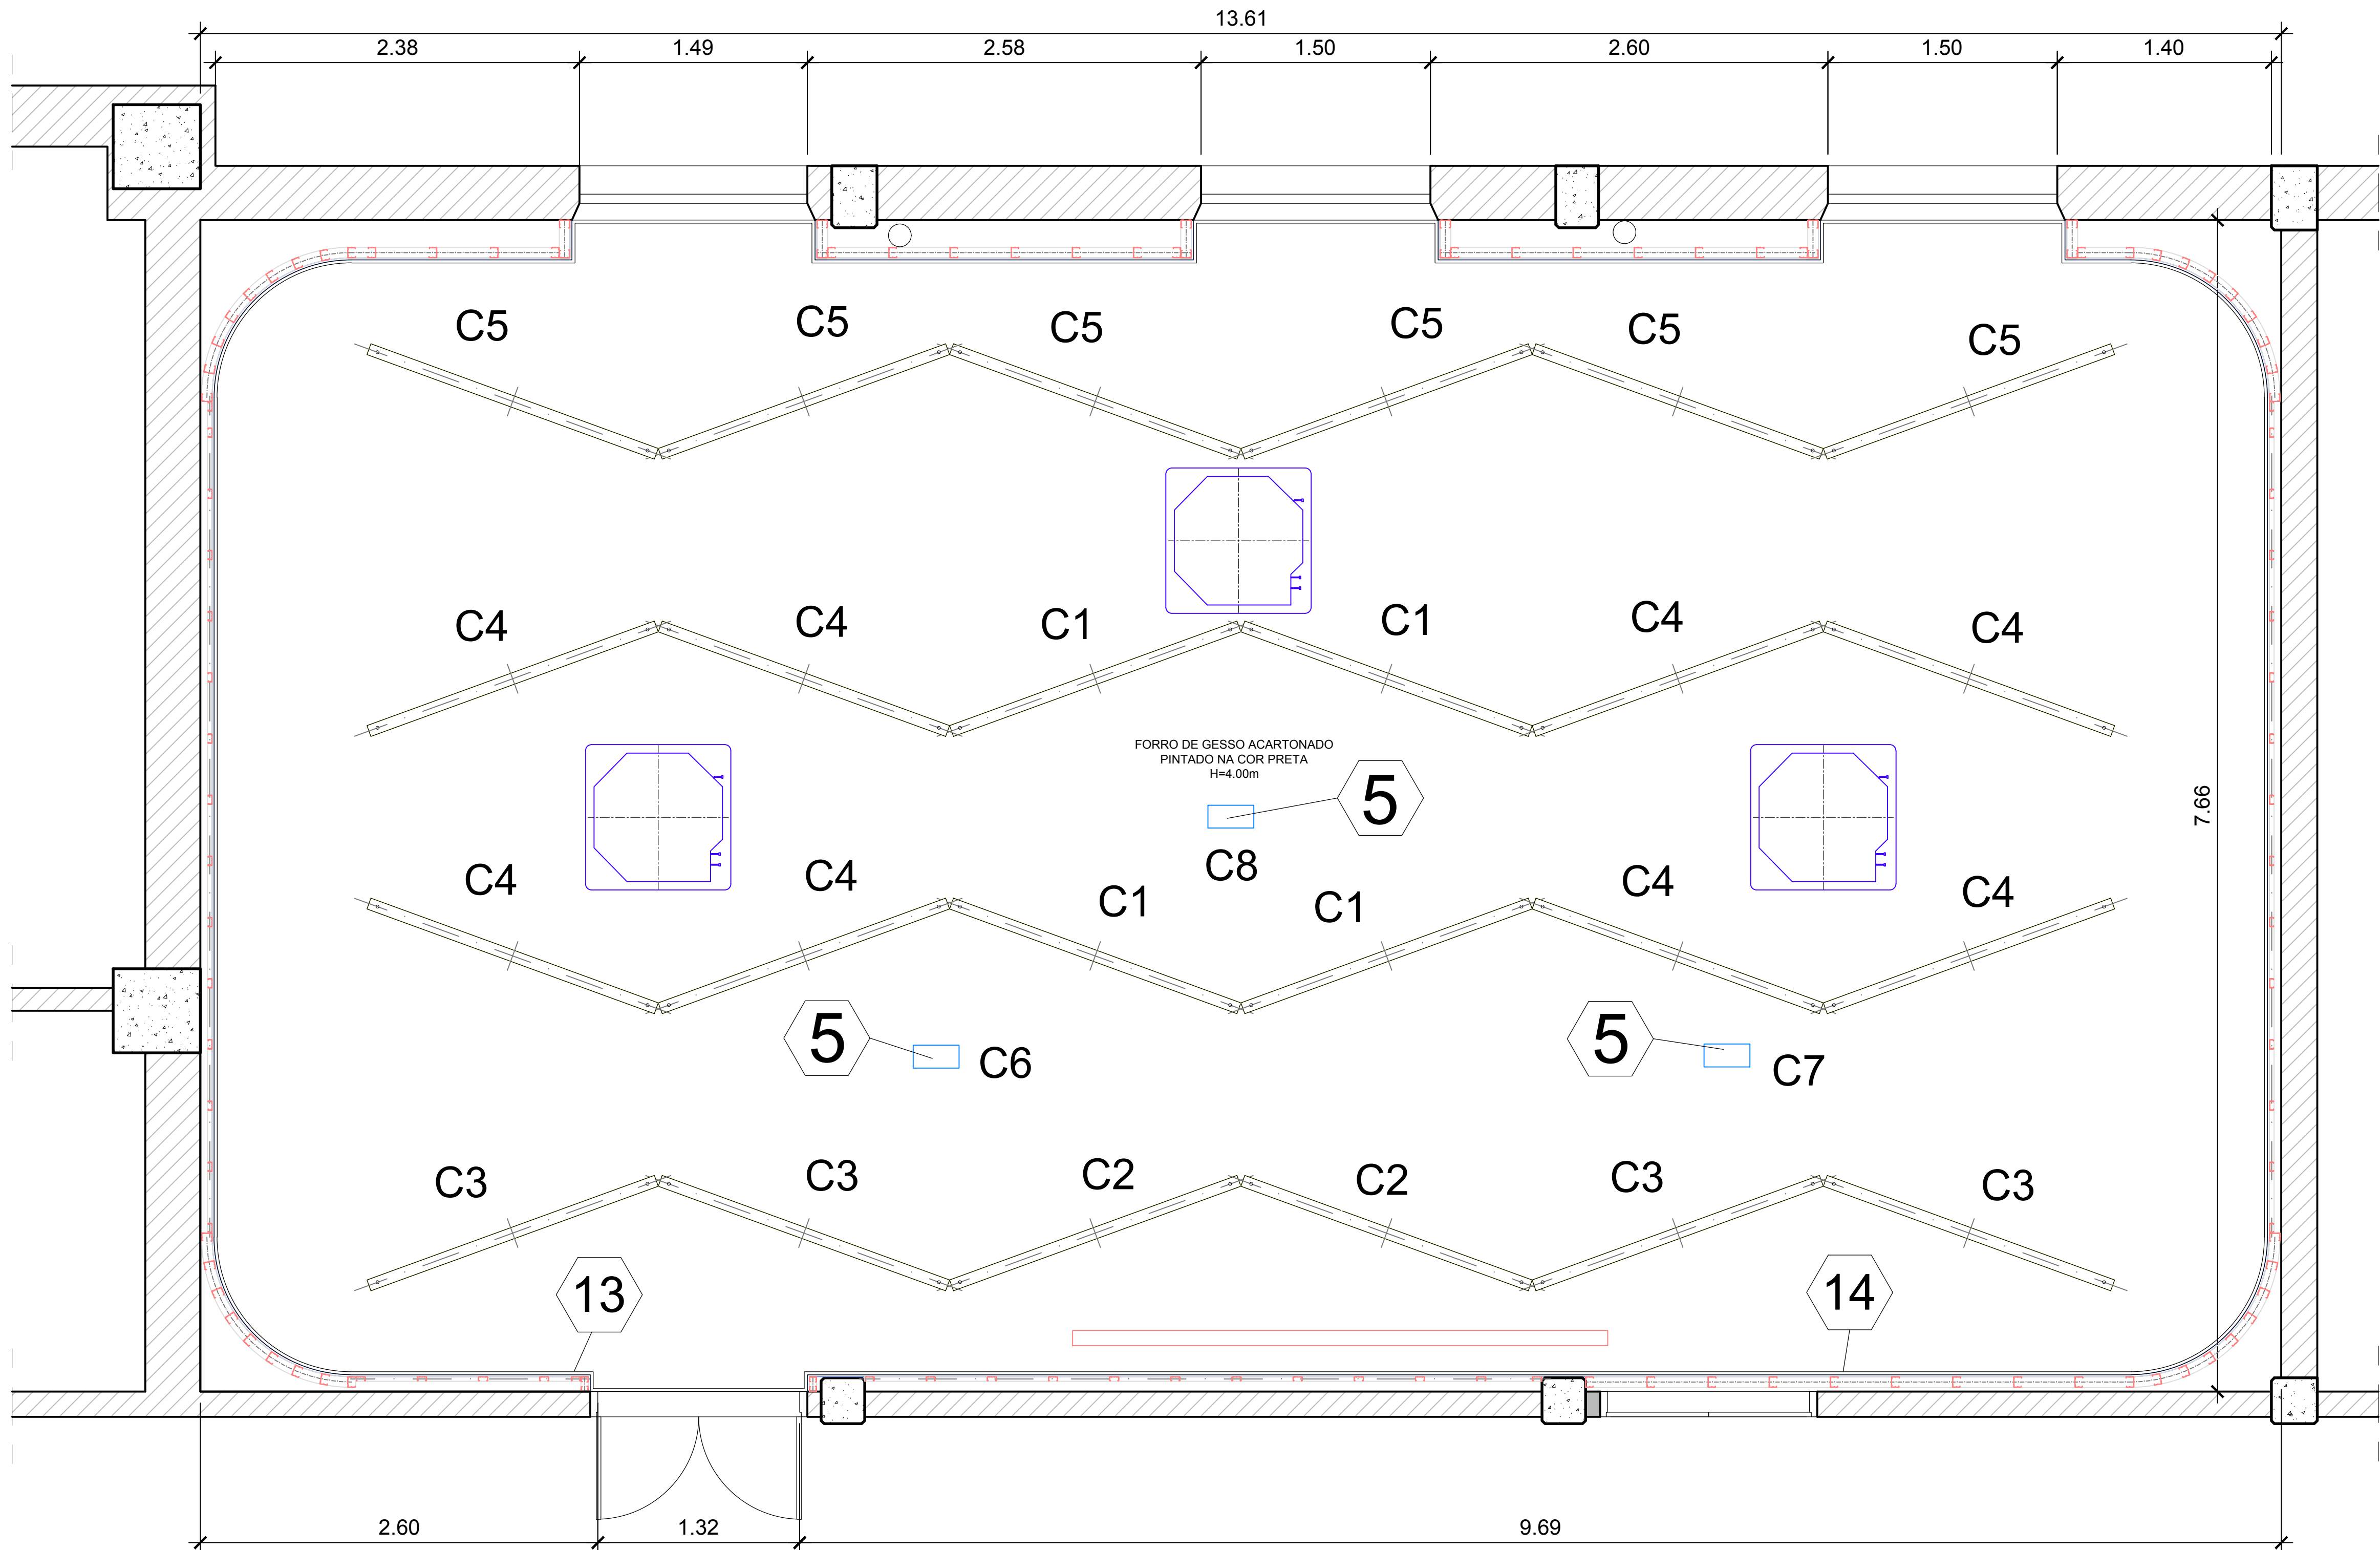 13.61
2.38 1.49 2.58 1.50 2.60 1.50 1.40
C5 C5 C5 C5 C5 C5
C4 C4 C1 C1 C4 C4
FORRO DE GESSO ACARTONADO
PINTADO NA COR PRETA
H=4.00m
5
7.66
C8
C4 C4 C1 C1 C4 C4
5 C6 5 C7
C3 C3 C2 C2 C3 C3
13 14
2.60 1.32 9.69